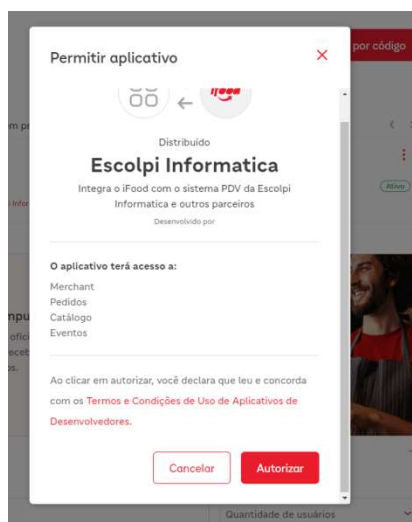 Permitir aplicativo
por código
ifood
Distribuído
Escolpi Informatica
Integra o iFood com o sistema PDV da Escolpi
Informatica e outros parceiros
Desenvolvido por
Ativo
O aplicativo terá acesso a:
Merchant
Pedidos
Catálogo
Eventos
Ao clicar em autorizar, você declara que leu e concorda
com os Termos e Condições de Uso de Aplicativos de
Desenvolvedores.
Cancelar
Autorizar
Quantidade de usuários